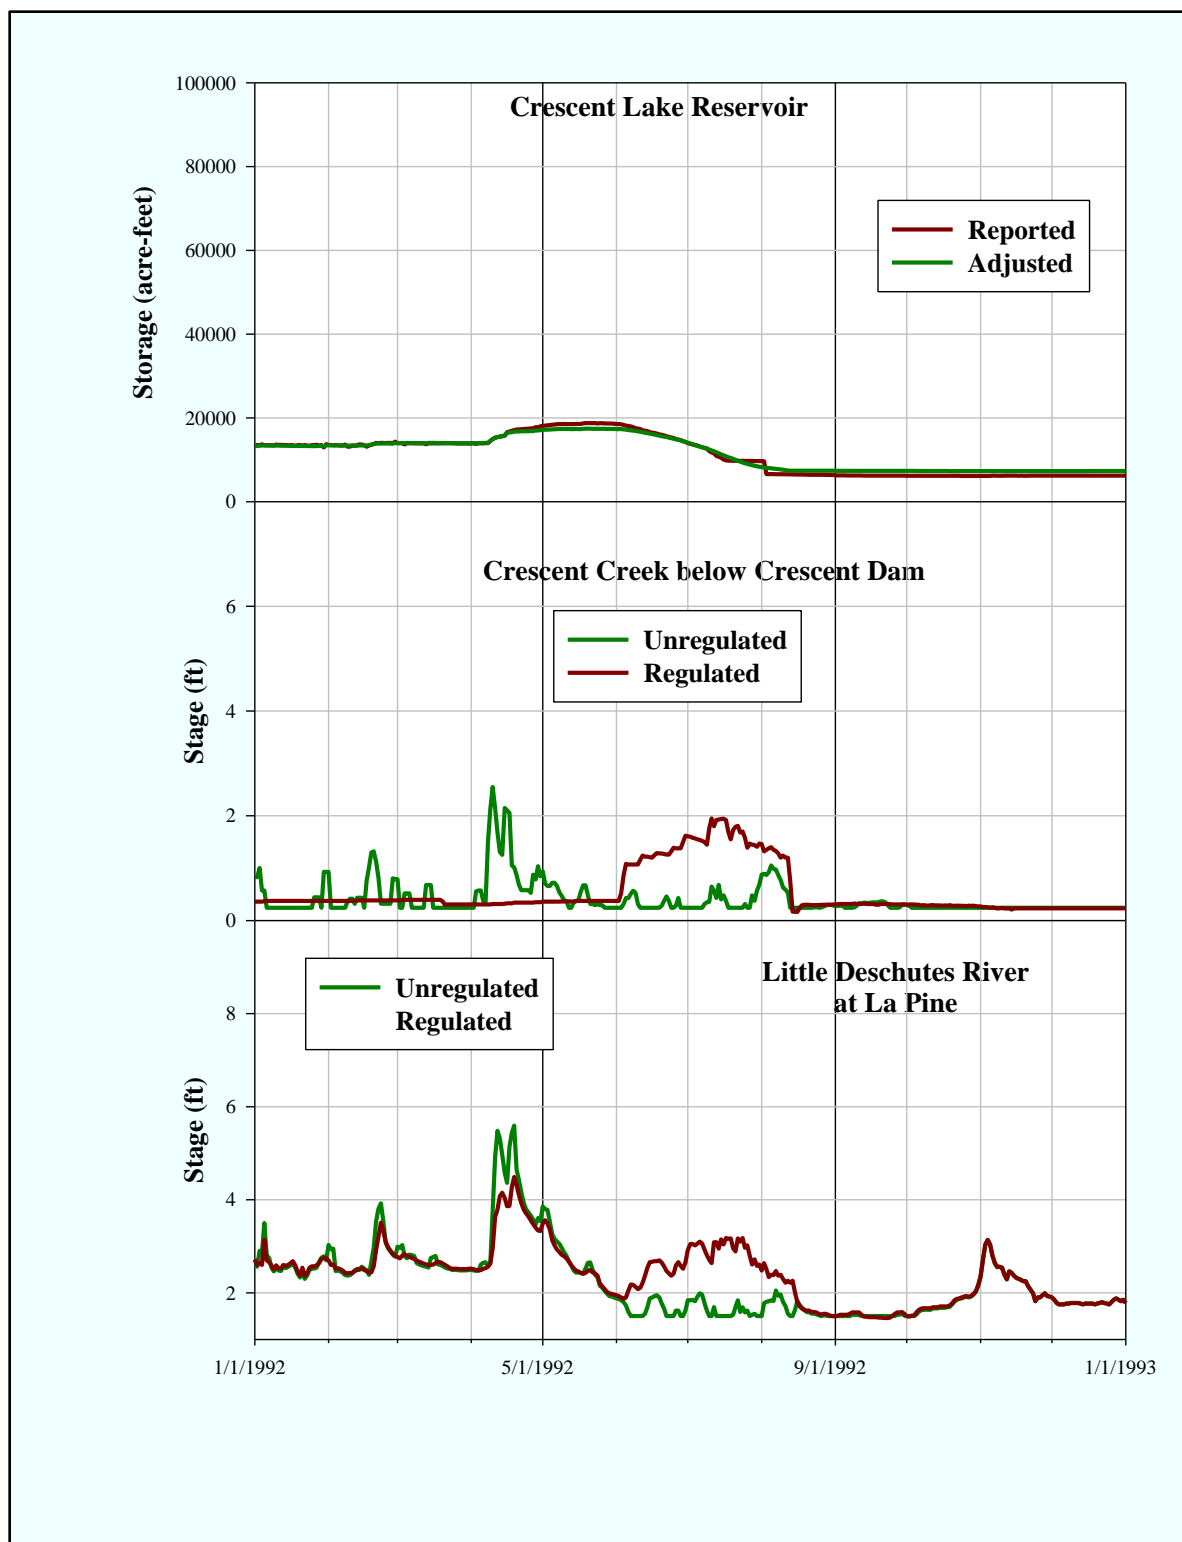 Crescent Lake Reservoir
Storage (acre-feet)
100000
80000
60000
40000
20000
0
Reported
Adjusted
Crescent Creek below Crescent Dam
Stage (ft)
6
4
2
0
Unregulated
Regulated
Little Deschutes River
at La Pine
Stage (ft)
8
6
4
2
Unregulated
Regulated
1/1/1992
5/1/1992
9/1/1992
1/1/1993